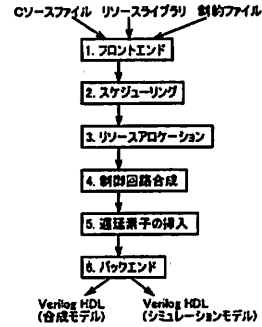 Cソースファイル リソースライブラリ 制約ファイル
1. フロントエンド
2. スケジューリング
3. リソースアロケーション
4. 制御回路合成
5. 遅延素子の挿入
6. バックエンド
Verilog HDL Verilog HDL
(合成モデル) (シミュレーションモデル)